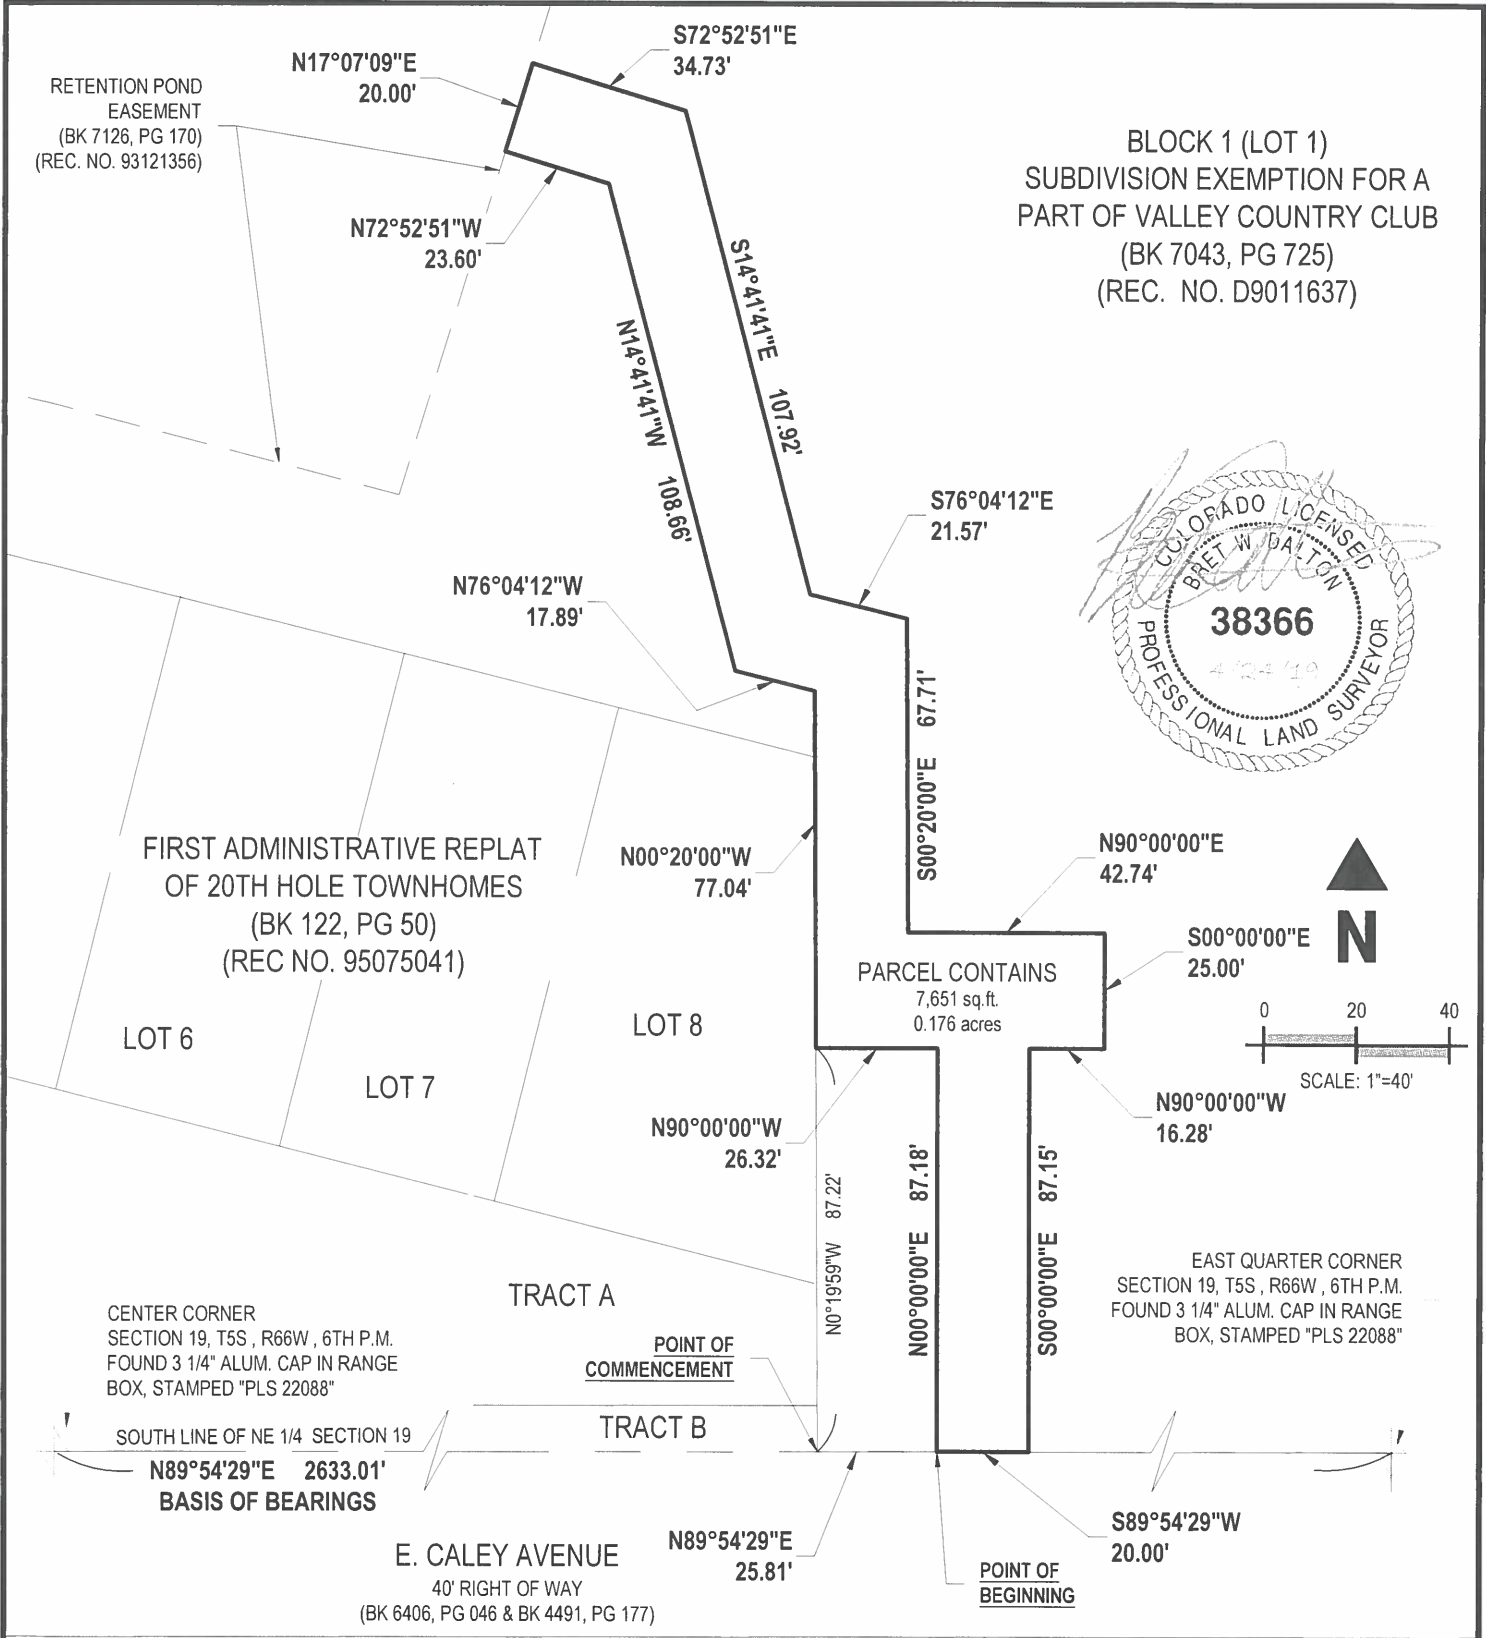 S72°52'51"E
34.73'
N17°07'09"E
20.00'
RETENTION POND
EASEMENT
(BK 7126, PG 170)
(REC. NO. 93121356)
BLOCK 1 (LOT 1)
SUBDIVISION EXEMPTION FOR A
PART OF VALLEY COUNTRY CLUB
(BK 7043, PG 725)
(REC. NO. D9011637)
N72°52'51"W
23.60'
S14°41'41"E 107.92'
N14°41'41"W 108.66'
S76°04'12"E
21.57'
COLORADO LICENSED
BRET W. DALTON
38366
4/24/19
PROFESSIONAL LAND SURVEYOR
N76°04'12"W
17.89'
S00°20'00"E 67.71'
FIRST ADMINISTRATIVE REPLAT
OF 20TH HOLE TOWNHOMES
(BK 122, PG 50)
(REC NO. 95075041)
N00°20'00"W
77.04'
N90°00'00"E
42.74'
S00°00'00"E
25.00'
N
PARCEL CONTAINS
7,651 sq.ft.
0.176 acres
0 20 40
SCALE: 1"=40'
LOT 6
LOT 7
LOT 8
N90°00'00"W
26.32'
N90°00'00"W
16.28'
N0°19'59"W 87.22'
N00°00'00"E 87.18'
S00°00'00"E 87.15'
EAST QUARTER CORNER
SECTION 19, T5S , R66W , 6TH P.M.
FOUND 3 1/4" ALUM. CAP IN RANGE
BOX, STAMPED "PLS 22088"
TRACT A
CENTER CORNER
SECTION 19, T5S , R66W , 6TH P.M.
FOUND 3 1/4" ALUM. CAP IN RANGE
BOX, STAMPED "PLS 22088"
POINT OF
COMMENCEMENT
TRACT B
SOUTH LINE OF NE 1/4 SECTION 19
N89°54'29"E 2633.01'
BASIS OF BEARINGS
E. CALEY AVENUE
40' RIGHT OF WAY
(BK 6406, PG 046 & BK 4491, PG 177)
N89°54'29"E
25.81'
S89°54'29"W
20.00'
POINT OF
BEGINNING